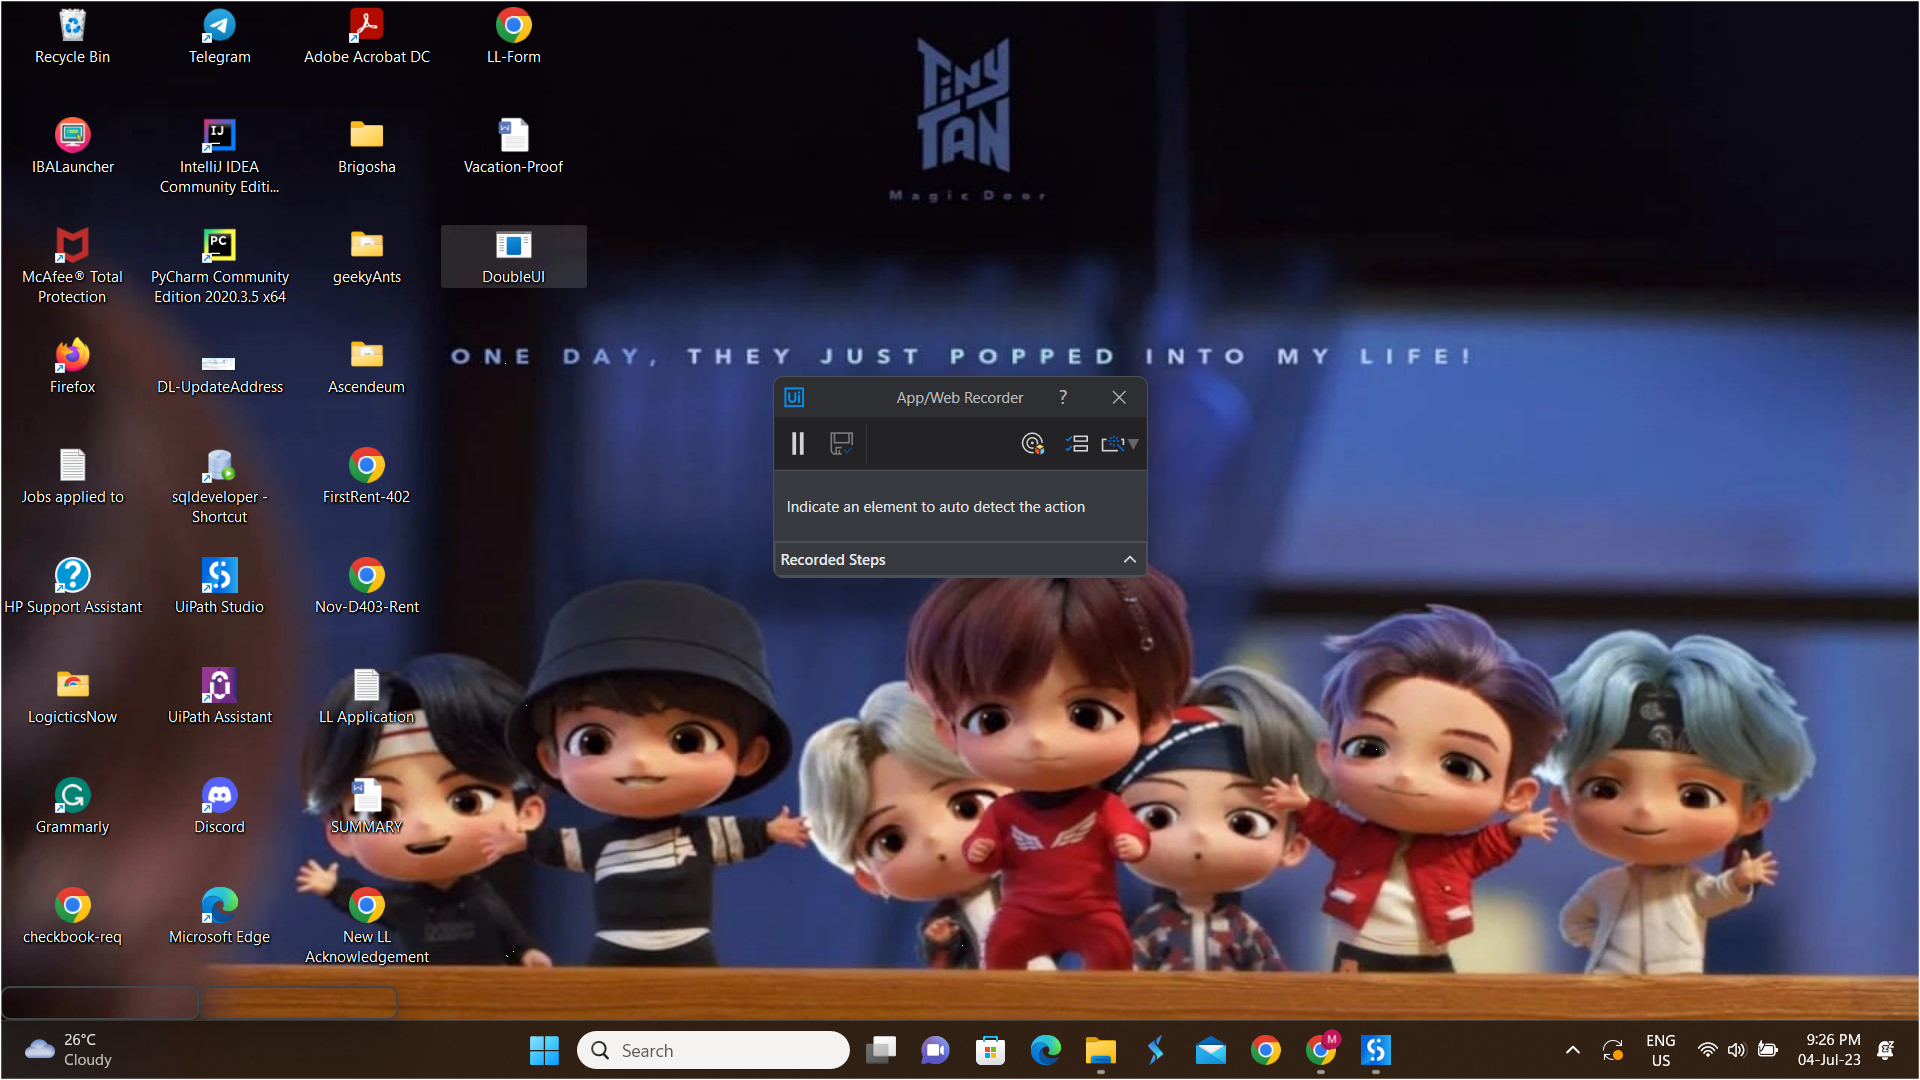 Recycle Bin
Telegram
Adobe Acrobat DC
LL-Form
TiNY
TAN
Magic Door
IBALauncher
IJ
IntelliJ IDEA
Community Editi...
Brigosha
Vacation-Proof
McAfee® Total
Protection
PC
PyCharm Community
Edition 2020.3.5 x64
geekyAnts
DoubleUI
ONE DAY, THEY JUST POPPED INTO MY LIFE!
Firefox
DL-UpdateAddress
Ascendeum
Ui
App/Web Recorder
?
Indicate an element to auto detect the action
Recorded Steps
Jobs applied to
sqldeveloper -
Shortcut
FirstRent-402
HP Support Assistant
UiPath Studio
Nov-D403-Rent
LogicticsNow
UiPath Assistant
LL Application
Grammarly
Discord
SUMMARY
checkbook-req
Microsoft Edge
New LL
Acknowledgement
26°C
Cloudy
Search
M
ENG
US
9:26 PM
04-Jul-23